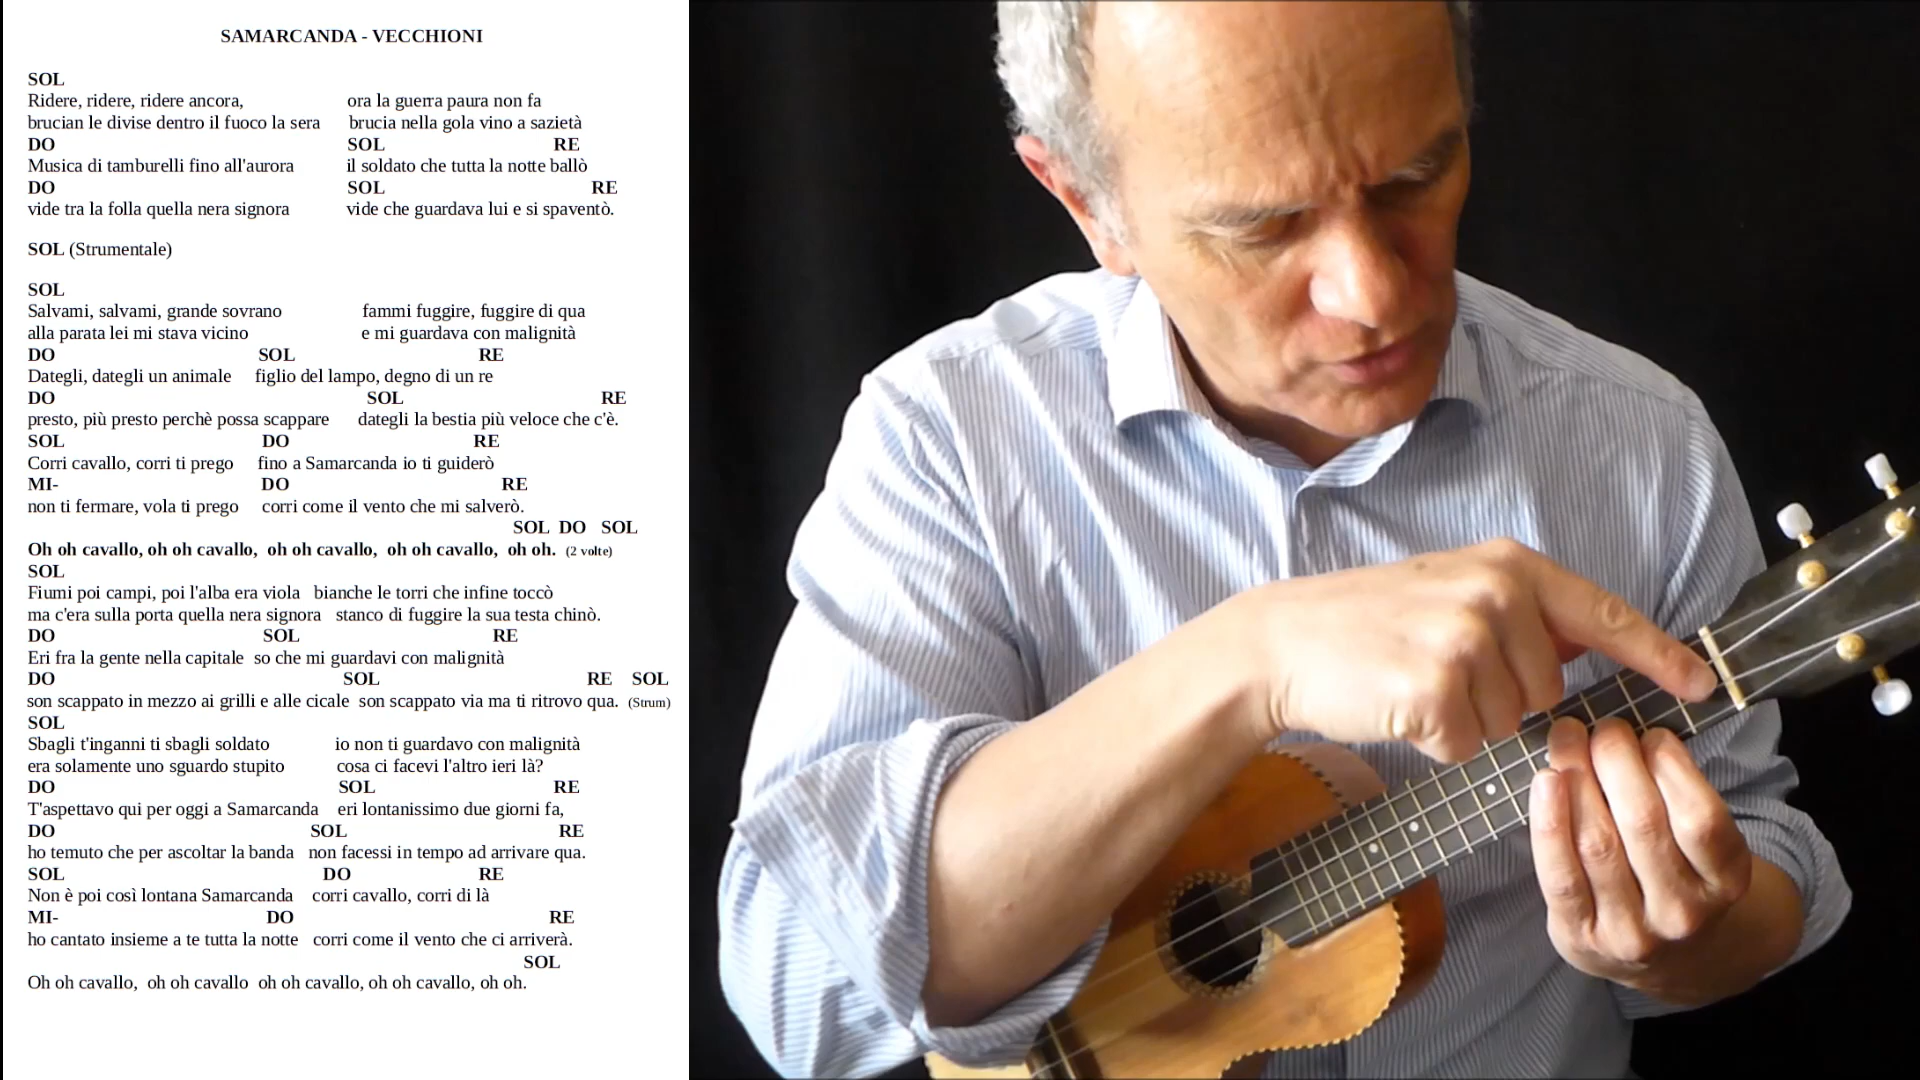 SAMARCANDA - VECCHIONI
SOL
Ridere, ridere, ridere ancora, ora la guerra paura non fa
brucian le divise dentro il fuoco la sera brucia nella gola vino a sazietà
DO SOL RE
Musica di tamburelli fino all'aurora il soldato che tutta la notte ballò
DO SOL RE
vide tra la folla quella nera signora vide che guardava lui e si spaventò.
SOL (Strumentale)
SOL
Salvami, salvami, grande sovrano fammi fuggire, fuggire di qua
alla parata lei mi stava vicino e mi guardava con malignità
DO SOL RE
Dategli, dategli un animale figlio del lampo, degno di un re
DO SOL RE
presto, più presto perchè possa scappare dategli la bestia più veloce che c'è.
SOL DO RE
Corri cavallo, corri ti prego fino a Samarcanda io ti guiderò
MI- DO RE
non ti fermare, vola ti prego corri come il vento che mi salverò.
SOL DO SOL
Oh oh cavallo, oh oh cavallo, oh oh cavallo, oh oh cavallo, oh oh. (2 volte)
SOL
Fiumi poi campi, poi l'alba era viola bianche le torri che infine toccò
ma c'era sulla porta quella nera signora stanco di fuggire la sua testa chinò.
DO SOL RE
Eri fra la gente nella capitale so che mi guardavi con malignità
DO SOL RE SOL
son scappato in mezzo ai grilli e alle cicale son scappato via ma ti ritrovo qua. (Strum)
SOL
Sbagli t'inganni ti sbagli soldato io non ti guardavo con malignità
era solamente uno sguardo stupito cosa ci facevi l'altro ieri là?
DO SOL RE
T'aspettavo qui per oggi a Samarcanda eri lontanissimo due giorni fa,
DO SOL RE
ho temuto che per ascoltar la banda non facessi in tempo ad arrivare qua.
SOL DO RE
Non è poi così lontana Samarcanda corri cavallo, corri di là
MI- DO RE
ho cantato insieme a te tutta la notte corri come il vento che ci arriverà.
SOL
Oh oh cavallo, oh oh cavallo oh oh cavallo, oh oh cavallo, oh oh.